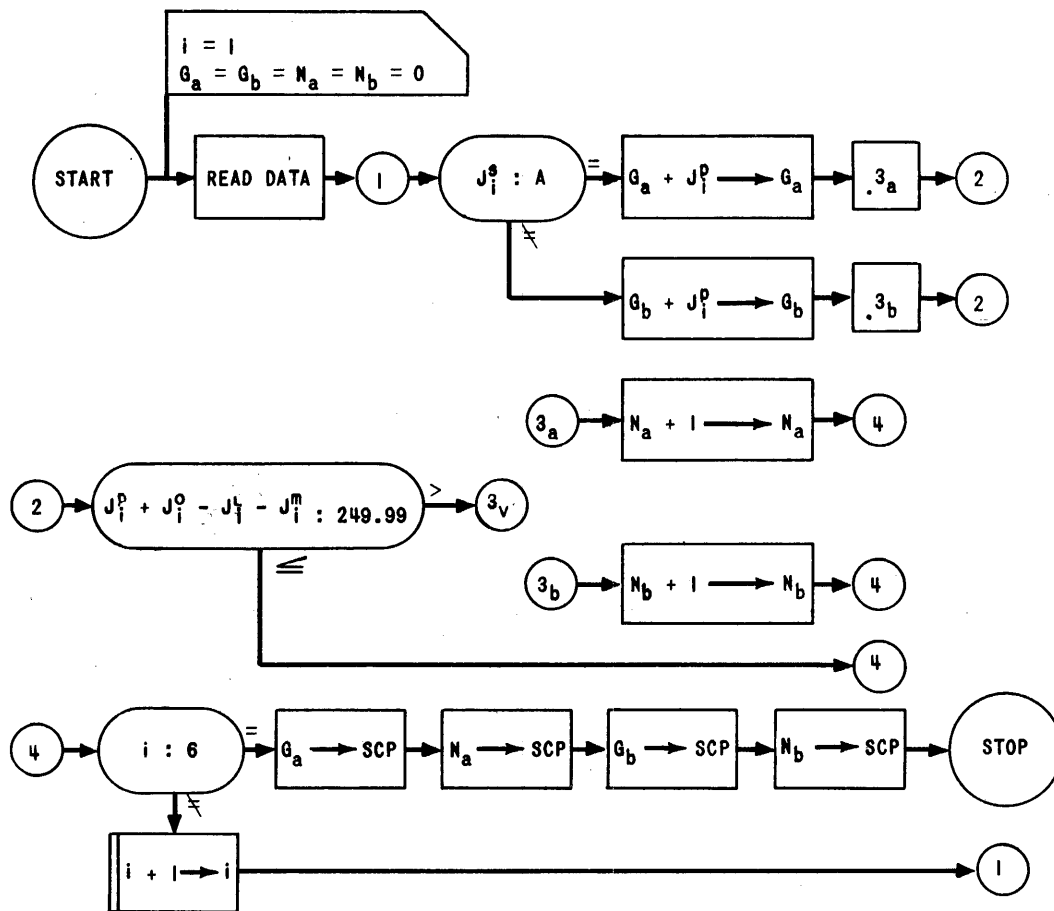 i = 1
G_a = G_b = N_a = N_b = 0
START
READ DATA
1
J_i^s : A
=
G_a + J_i^p → G_a
.3_a
2
≠
G_b + J_i^p → G_b
.3_b
2
3_a
N_a + 1 → N_a
4
2
J_i^p + J_i^o - J_i^L - J_i^m : 249.99
>
3_v
≦
3_b
N_b + 1 → N_b
4
4
4
i : 6
=
G_a → SCP
N_a → SCP
G_b → SCP
N_b → SCP
STOP
≠
i + 1 → i
1